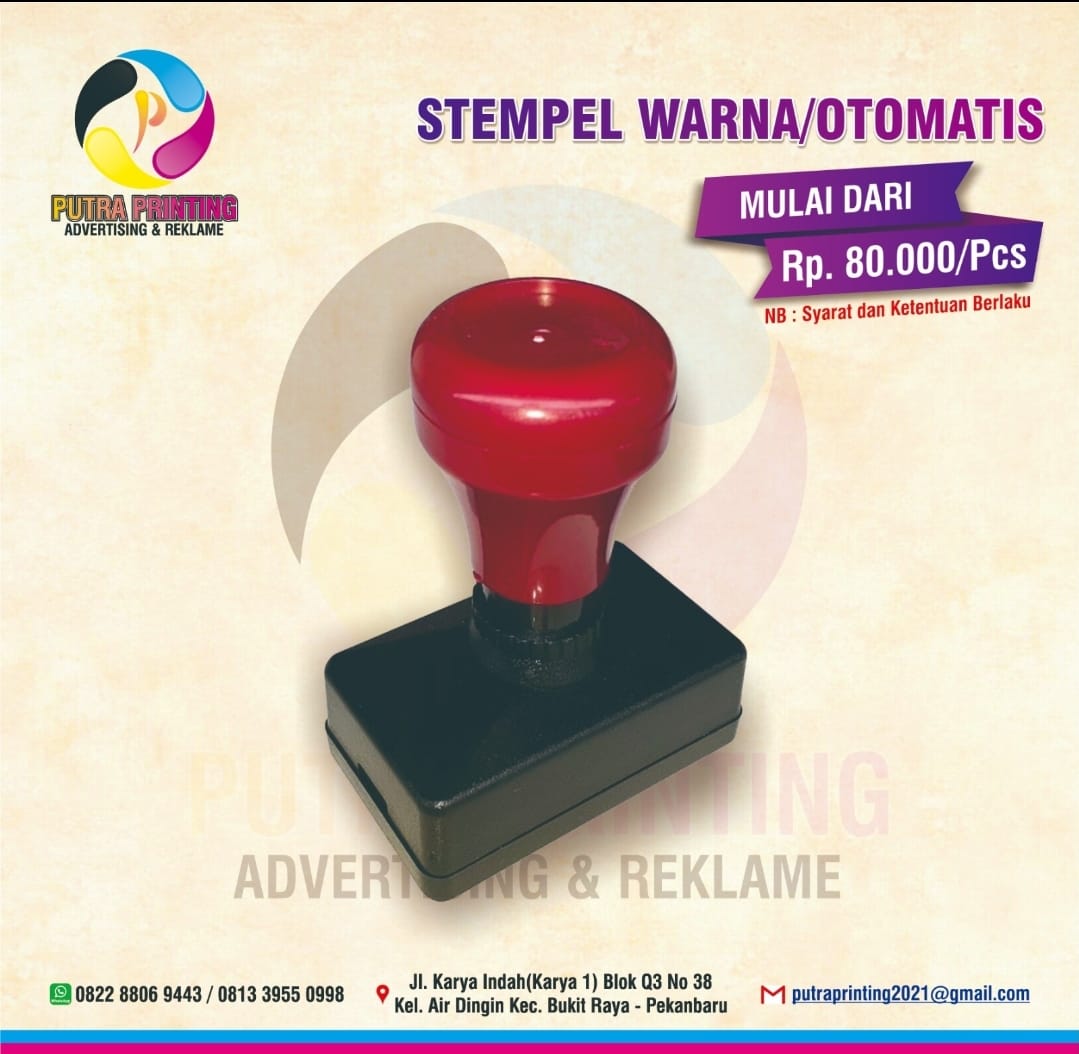 PUTRA PRINTING
ADVERTISING & REKLAME
STEMPEL WARNA/OTOMATIS
MULAI DARI
Rp. 80.000/Pcs
NB : Syarat dan Ketentuan Berlaku
PUTRA PRINTING
ADVERTISING & REKLAME
0822 8806 9443 / 0813 3955 0998
Jl. Karya Indah(Karya 1) Blok Q3 No 38
Kel. Air Dingin Kec. Bukit Raya - Pekanbaru
putraprinting2021@gmail.com